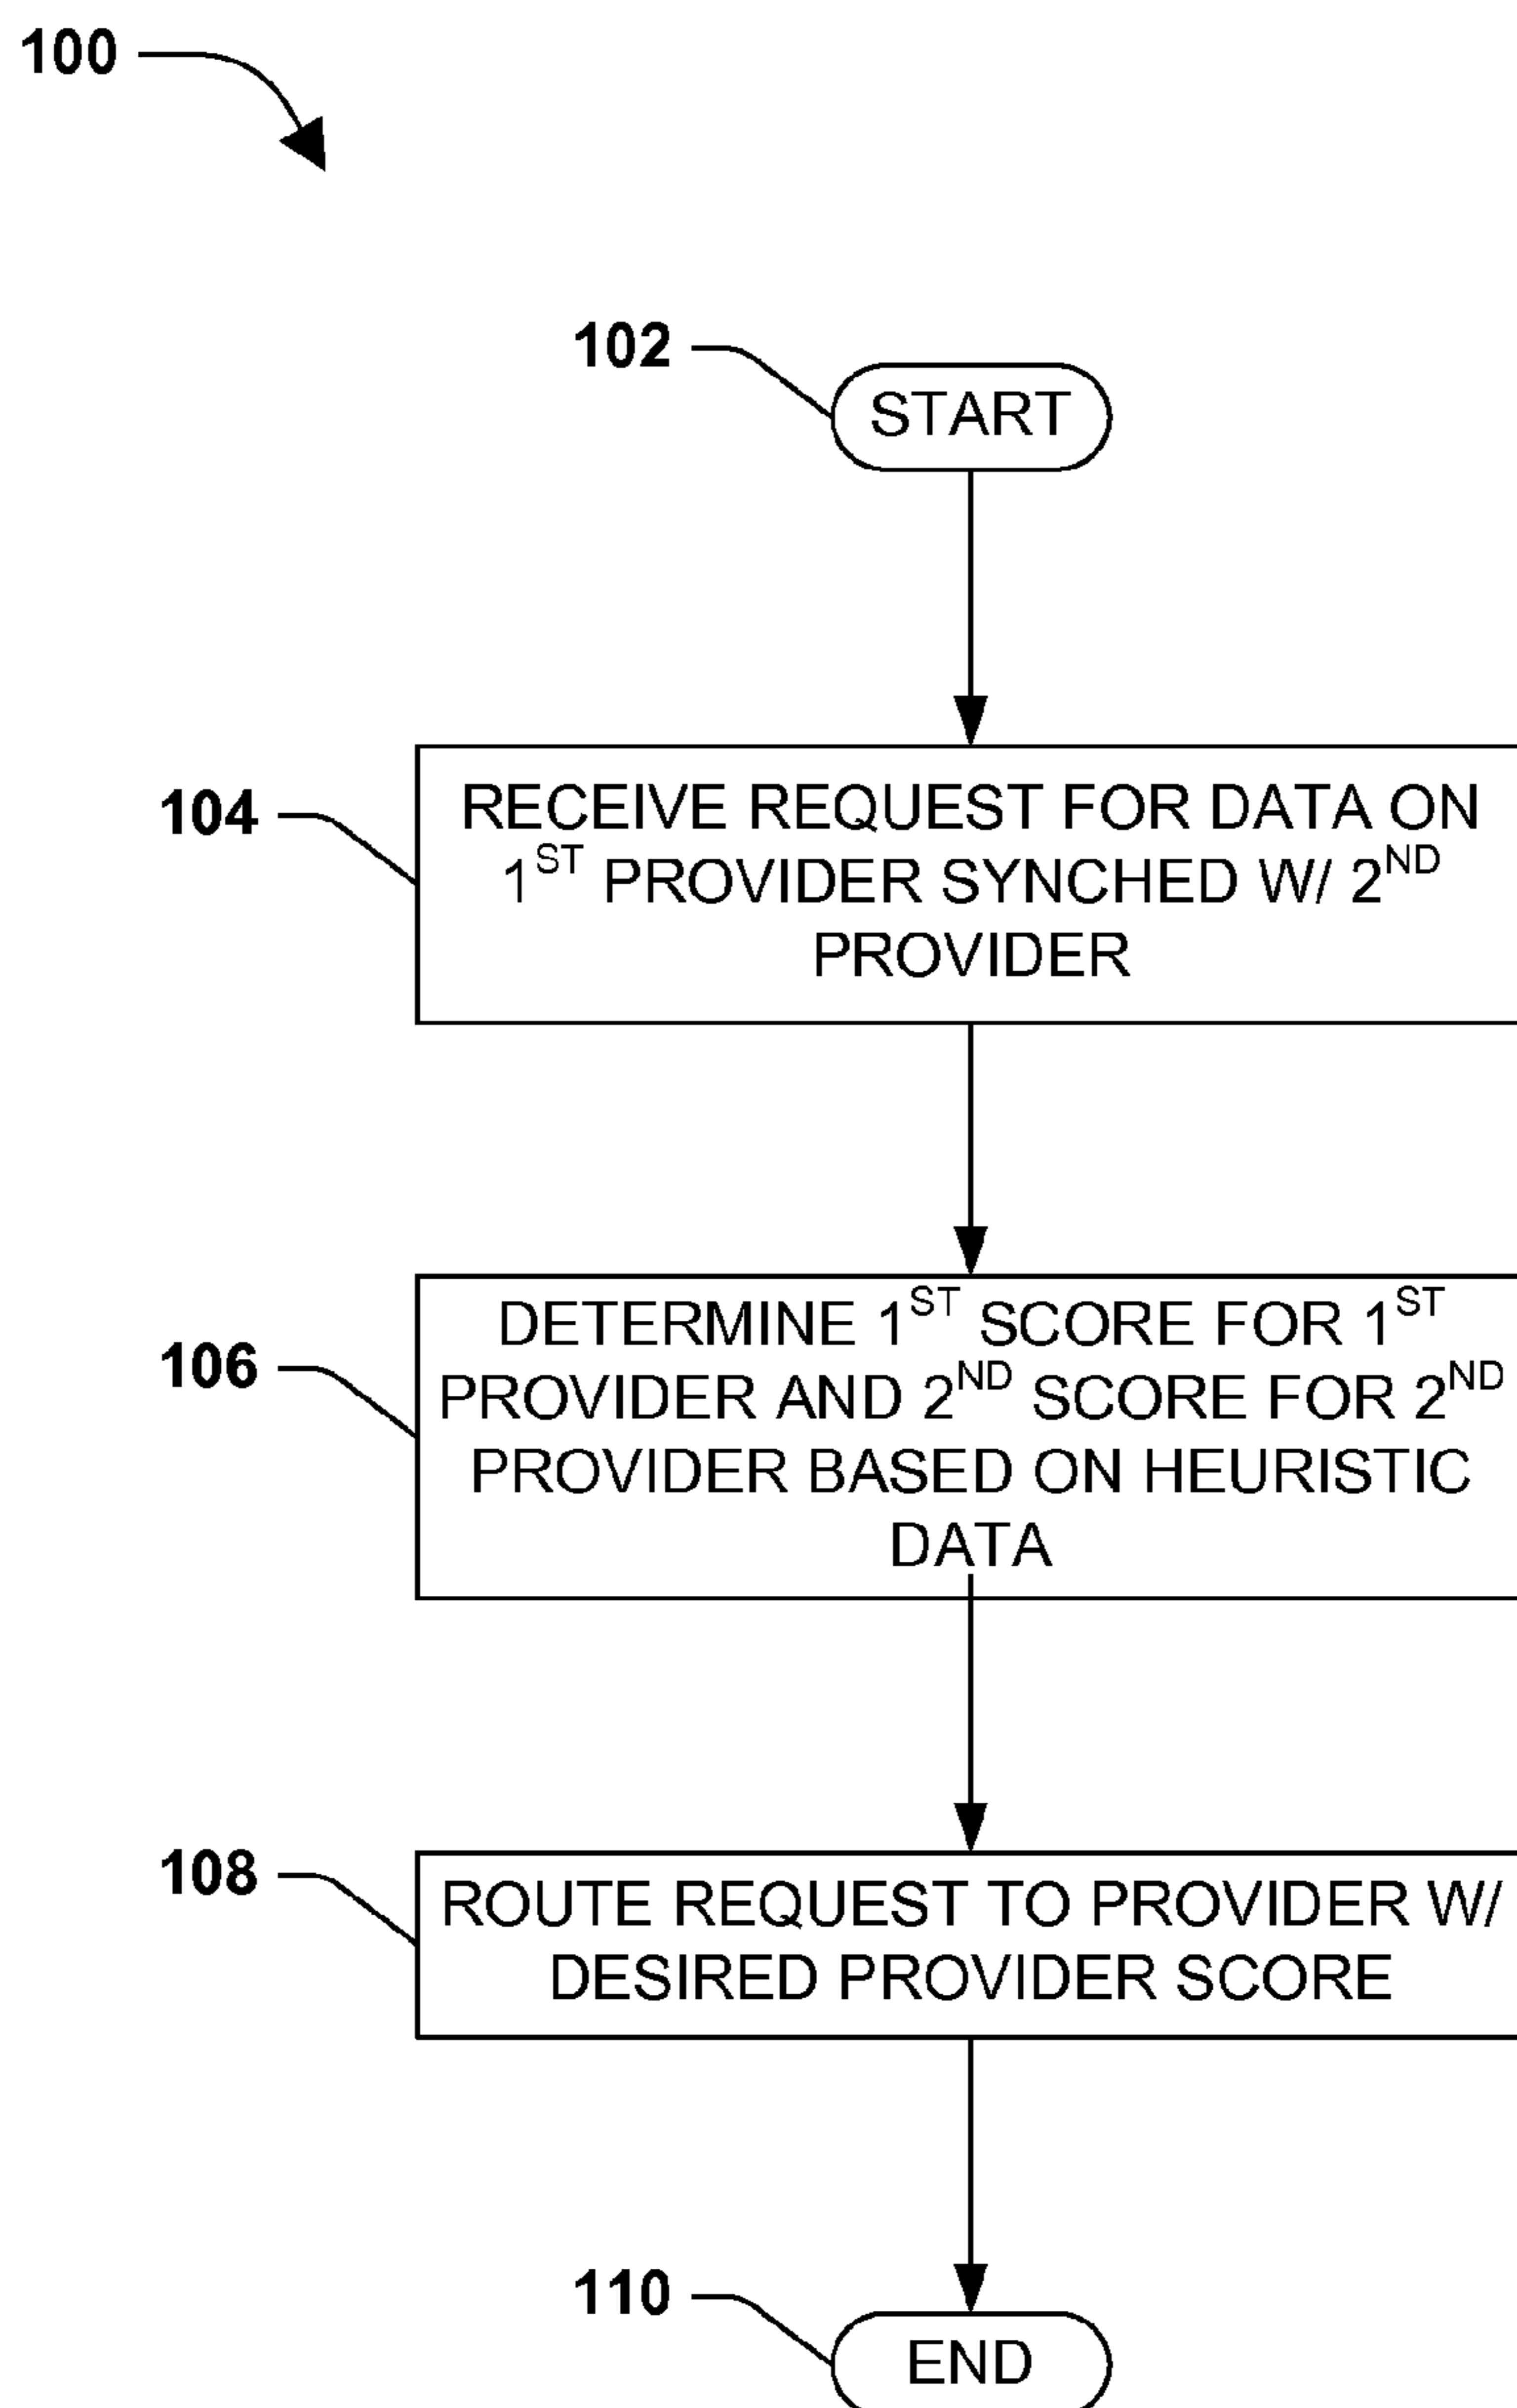 100
102
START
104
RECEIVE REQUEST FOR DATA ON
1ST PROVIDER SYNCHED W/ 2ND
PROVIDER
106
DETERMINE 1ST SCORE FOR 1ST
PROVIDER AND 2ND SCORE FOR 2ND
PROVIDER BASED ON HEURISTIC
DATA
108
ROUTE REQUEST TO PROVIDER W/
DESIRED PROVIDER SCORE
110
END